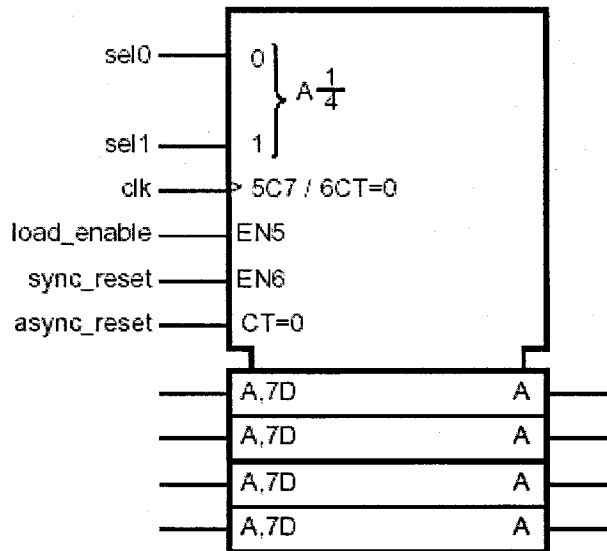 sel0 0
A 1/4
sel1 1
clk > 5C7 / 6CT=0
load_enable EN5
sync_reset EN6
async_reset CT=0
A,7D A
A,7D A
A,7D A
A,7D A